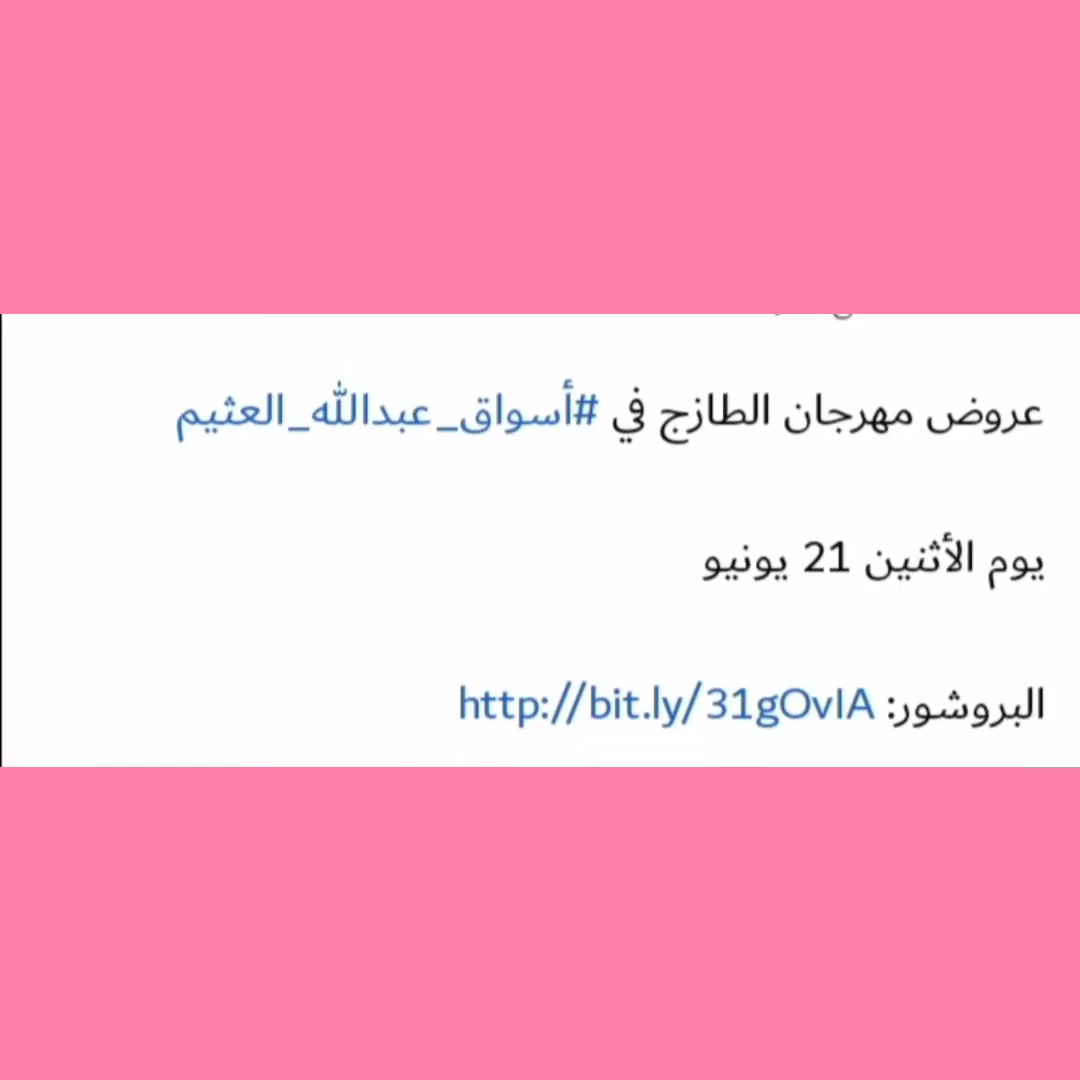 عروض مهرجان الطازج في #أسواق_عبدالله_العثيم
يوم الأثنين 21 يونيو
البروشور: http://bit.ly/31gOvIA